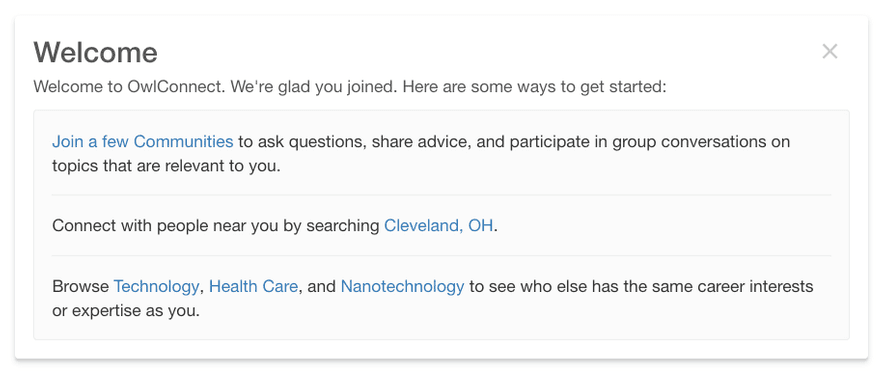 Welcome
Welcome to OwlConnect. We're glad you joined. Here are some ways to get started:
Join a few Communities to ask questions, share advice, and participate in group conversations on
topics that are relevant to you.
Connect with people near you by searching Cleveland, OH.
Browse Technology, Health Care, and Nanotechnology to see who else has the same career interests
or expertise as you.